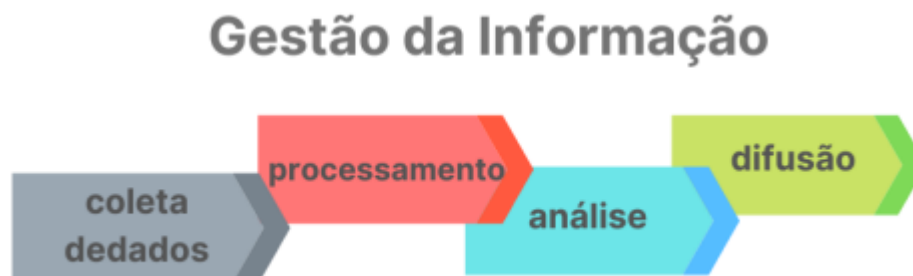 Gestão da Informação
coleta
dedados
processamento
análise
difusão